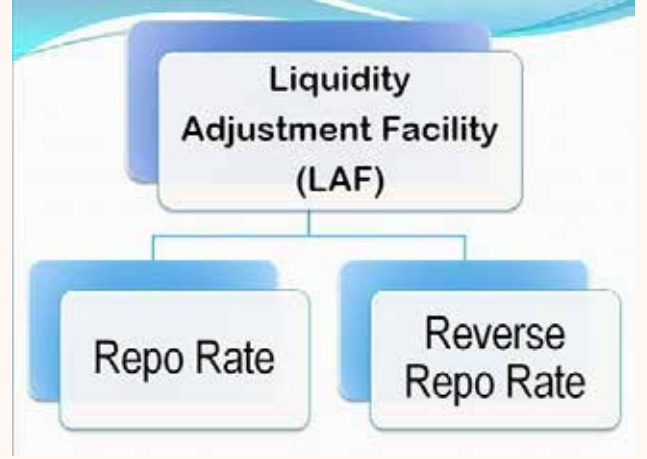 Liquidity
Adjustment Facility
(LAF)
Repo Rate
Reverse
Repo Rate